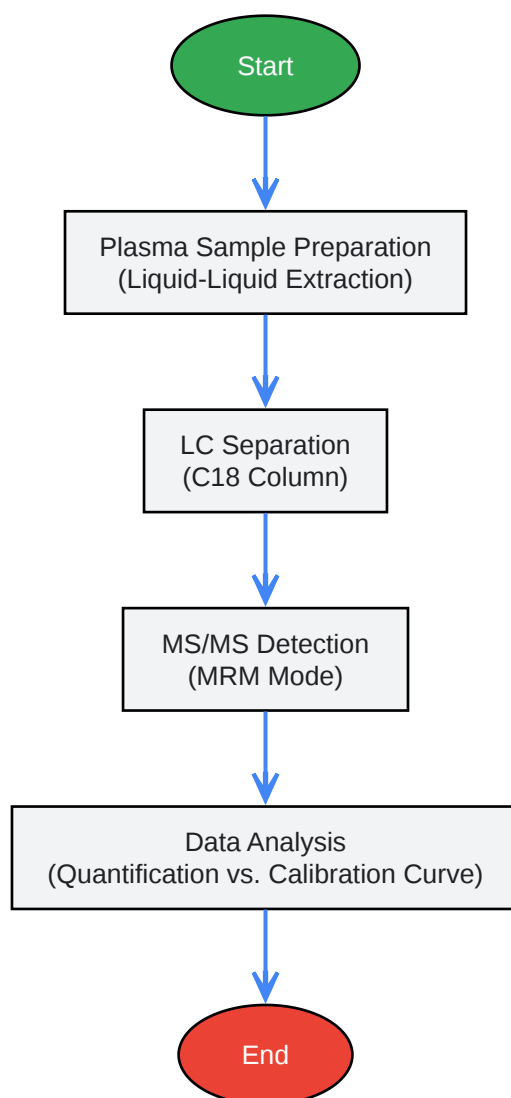 Start
Plasma Sample Preparation
(Liquid-Liquid Extraction)
LC Separation
(C18 Column)
MS/MS Detection
(MRM Mode)
Data Analysis
(Quantification vs. Calibration Curve)
End